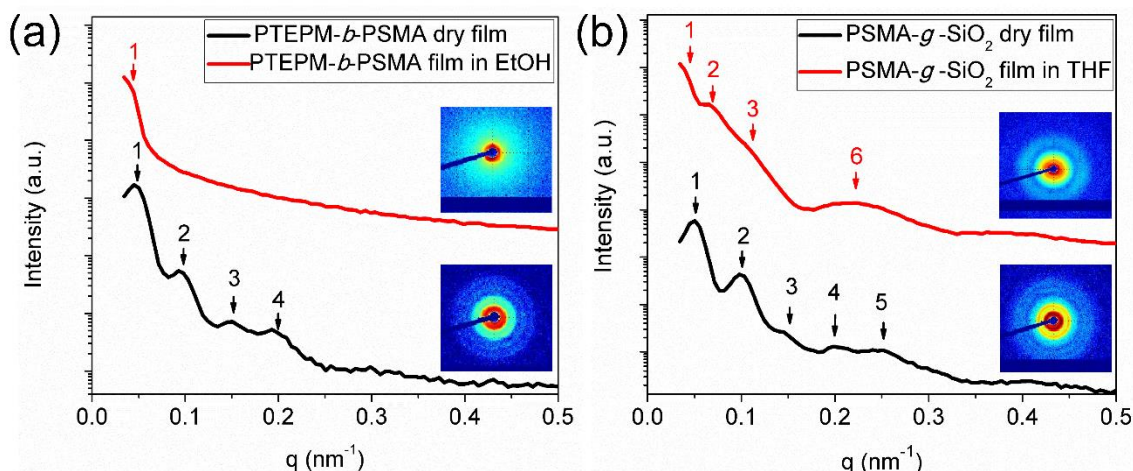 (a)
PTEPM-b-PSMA dry film
PTEPM-b-PSMA film in EtOH
1
1
2
3
4
Intensity (a.u.)
0.0 0.1 0.2 0.3 0.4 0.5
q (nm⁻¹)
(b)
PSMA-g-SiO₂ dry film
PSMA-g-SiO₂ film in THF
1
2
3
6
1
2
3
4
5
Intensity (a.u.)
0.0 0.1 0.2 0.3 0.4 0.5
q (nm⁻¹)